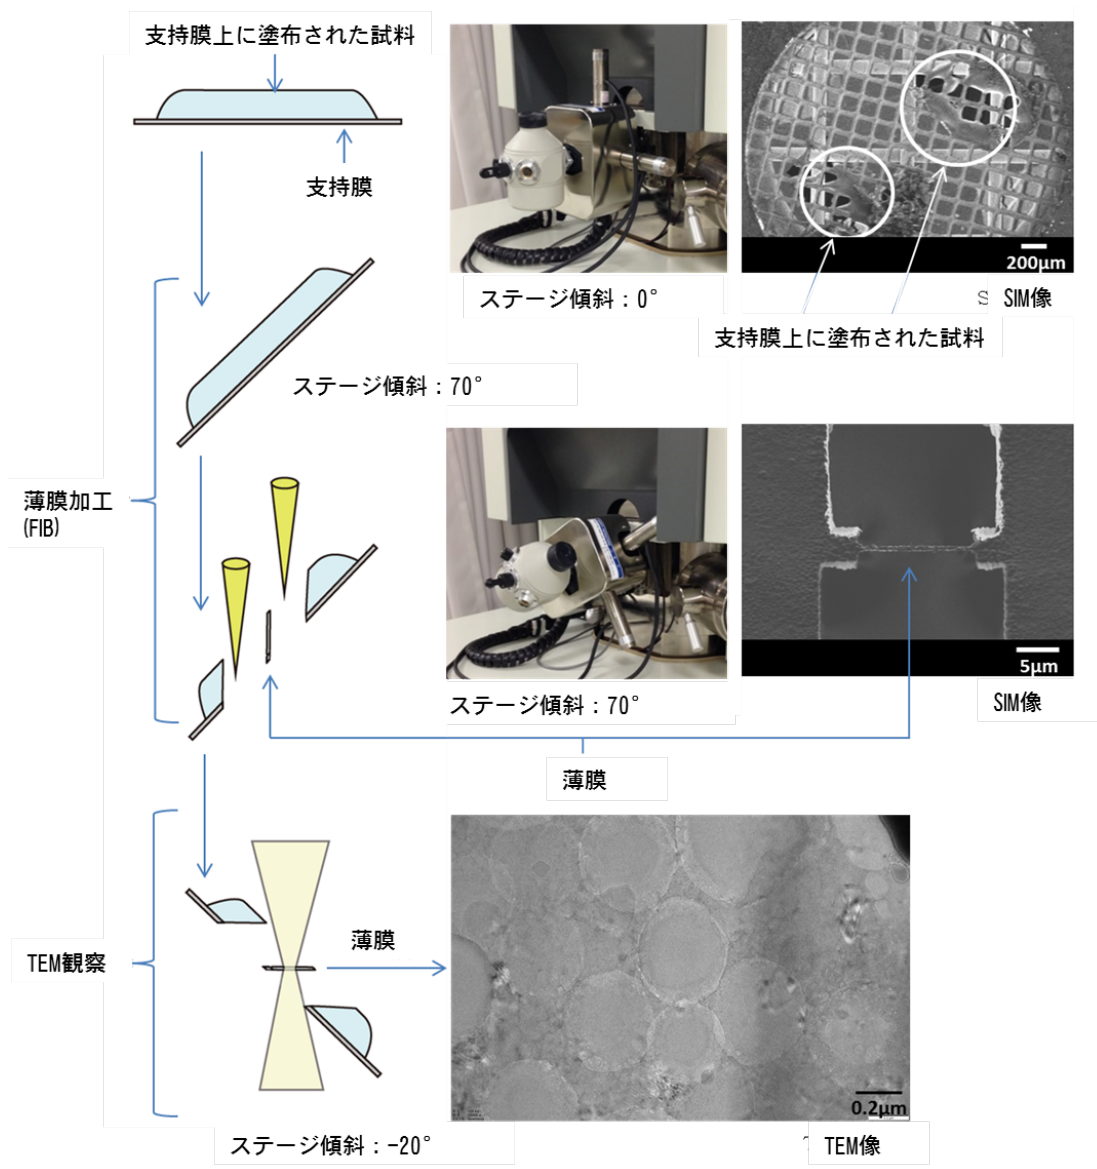 支持膜上に塗布された試料
支持膜
ステージ傾斜：0°
200μm
S
SIM像
支持膜上に塗布された試料
ステージ傾斜：70°
薄膜加工
(FIB)
5μm
ステージ傾斜：70°
SIM像
薄膜
TEM観察
薄膜
0.2μm
ステージ傾斜：-20°
TEM像